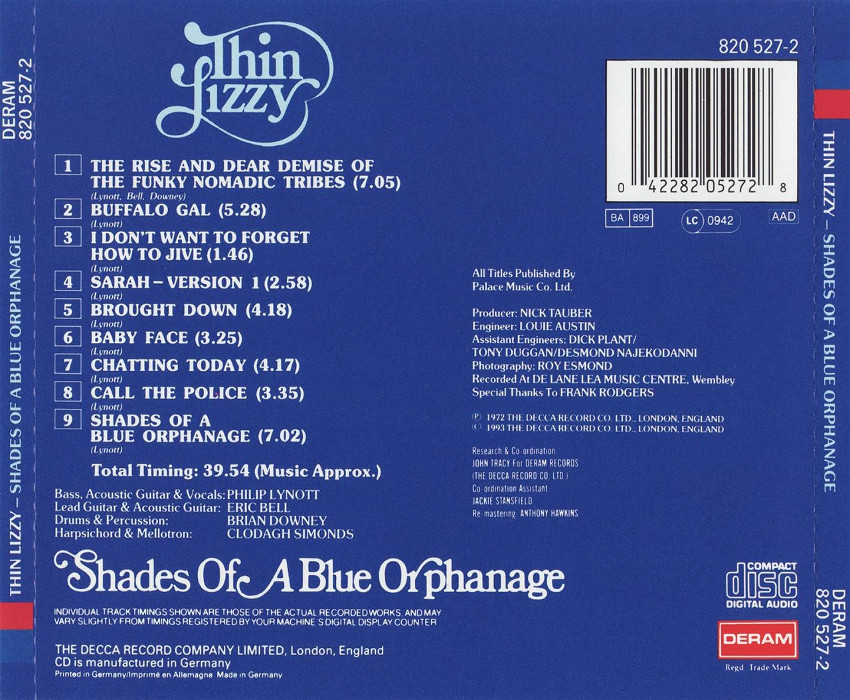 DERAM
820 527-2
THIN LIZZY – SHADES OF A BLUE ORPHANAGE
Thin
Lizzy
1 THE RISE AND DEAR DEMISE OF
THE FUNKY NOMADIC TRIBES (7.05)
(Lynott, Bell, Downey)
2 BUFFALO GAL (5.28)
(Lynott)
3 I DON'T WANT TO FORGET
HOW TO JIVE (1.46)
(Lynott)
4 SARAH – VERSION 1 (2.58)
(Lynott)
5 BROUGHT DOWN (4.18)
(Lynott)
6 BABY FACE (3.25)
(Lynott)
7 CHATTING TODAY (4.17)
(Lynott)
8 CALL THE POLICE (3.35)
(Lynott)
9 SHADES OF A
BLUE ORPHANAGE (7.02)
(Lynott)
Total Timing: 39.54 (Music Approx.)
Bass, Acoustic Guitar & Vocals: PHILIP LYNOTT
Lead Guitar & Acoustic Guitar: ERIC BELL
Drums & Percussion: BRIAN DOWNEY
Harpsichord & Mellotron: CLODAGH SIMONDS
820 527-2
0 42282 05272 8
BA 899 LC 0942 AAD
All Titles Published By
Palace Music Co. Ltd.
Producer: NICK TAUBER
Engineer: LOUIE AUSTIN
Assistant Engineers: DICK PLANT/
TONY DUGGAN/DESMOND NAJEKODANNI
Photography: ROY ESMOND
Recorded At DE LANE LEA MUSIC CENTRE, Wembley
Special Thanks To FRANK RODGERS
℗ 1972 THE DECCA RECORD CO. LTD., LONDON, ENGLAND
© 1993 THE DECCA RECORD CO. LTD., LONDON, ENGLAND
Research & Co ordination
JOHN TRACY For DERAM RECORDS
(THE DECCA RECORD CO. LTD.)
Co ordination Assistant
JACKIE STANSFIELD
Re mastering ANTHONY HAWKINS
Shades Of A Blue Orphanage
INDIVIDUAL TRACK TIMINGS SHOWN ARE THOSE OF THE ACTUAL RECORDED WORKS. AND MAY
VARY SLIGHTLY FROM TIMINGS REGISTERED BY YOUR MACHINE S DIGITAL DISPLAY COUNTER
THE DECCA RECORD COMPANY LIMITED, London, England
CD is manufactured in Germany
Printed in Germany/Imprimé en Allemagne Made in Germany
COMPACT
disc
DIGITAL AUDIO
DERAM
Regd Trade Mark
THIN LIZZY – SHADES OF A BLUE ORPHANAGE
DERAM
820 527-2